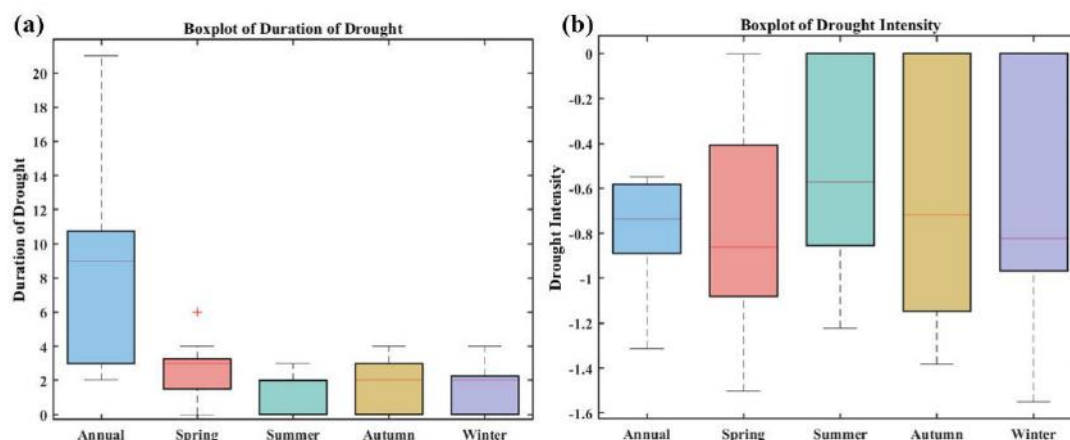 (a)
Boxplot of Duration of Drought
Duration of Drought
20
18
16
14
12
10
8
6
4
2
0
Annual Spring Summer Autumn Winter
(b)
Boxplot of Drought Intensity
Drought Intensity
0
-0.2
-0.4
-0.6
-0.8
-1
-1.2
-1.4
-1.6
Annual Spring Summer Autumn Winter